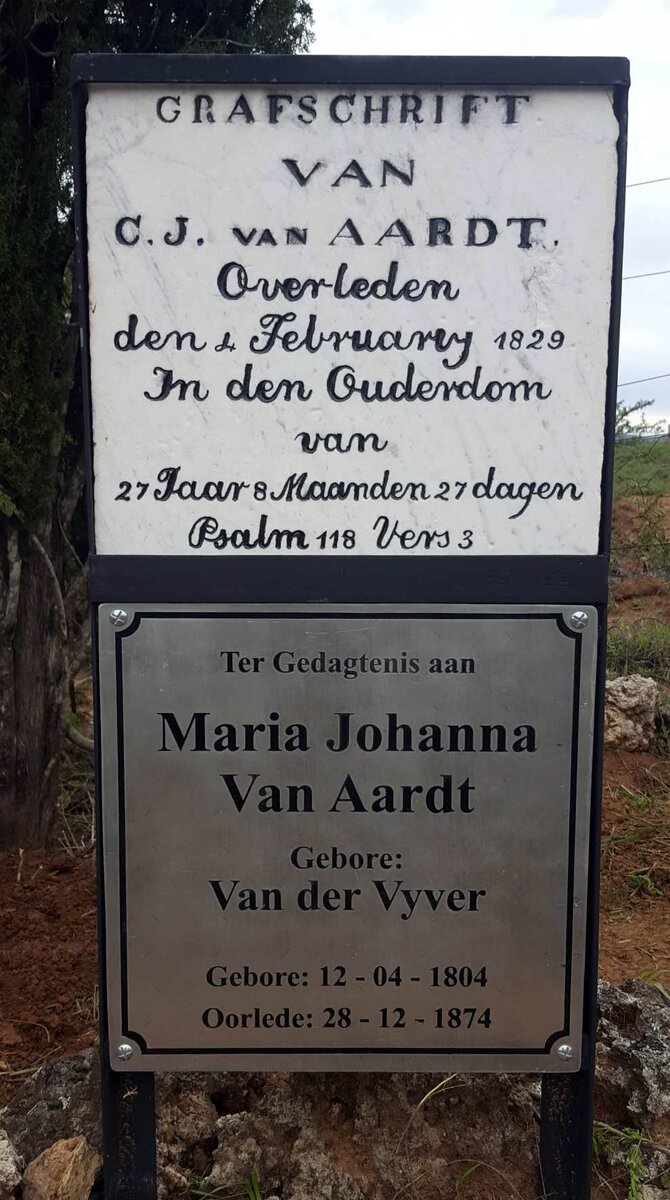 GRAFSCHRIFT
VAN
C. J. VAN AARDT.
Overleden
den 4 February 1829
In den Ouderdom
van
27 Jaar 8 Maanden 27 dagen
Psalm 118 Vers 3
Ter Gedagtenis aan
Maria Johanna
Van Aardt
Gebore:
Van der Vyver
Gebore: 12 - 04 - 1804
Oorlede: 28 - 12 - 1874